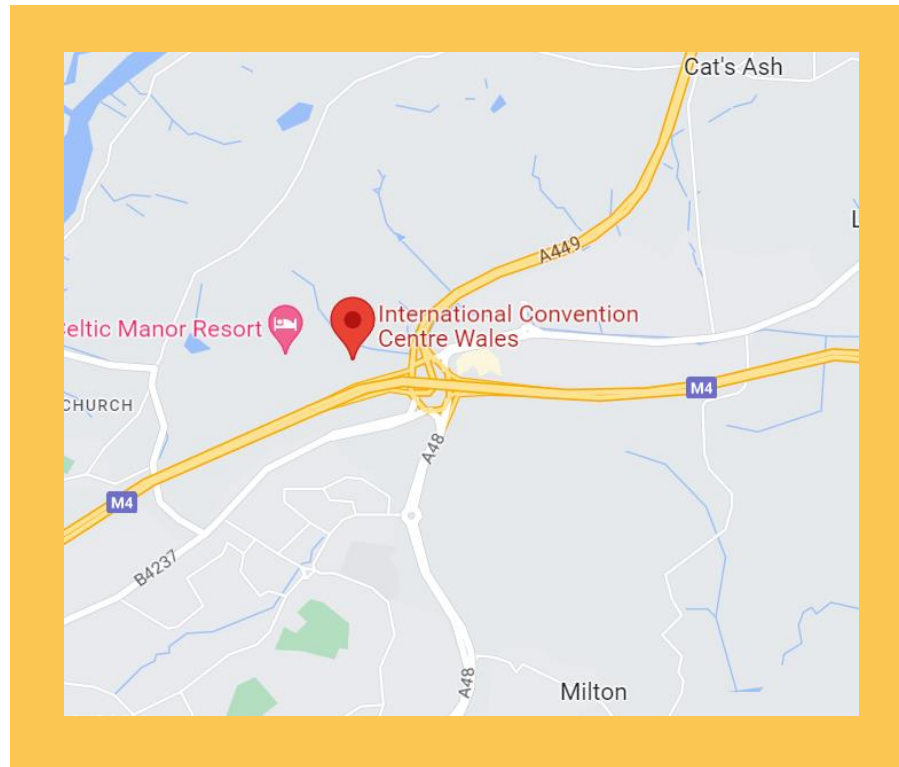 Cat's Ash
L
A449
International Convention
Centre Wales
eltic Manor Resort
M4
CHURCH
A48
M4
B4237
A48
Milton